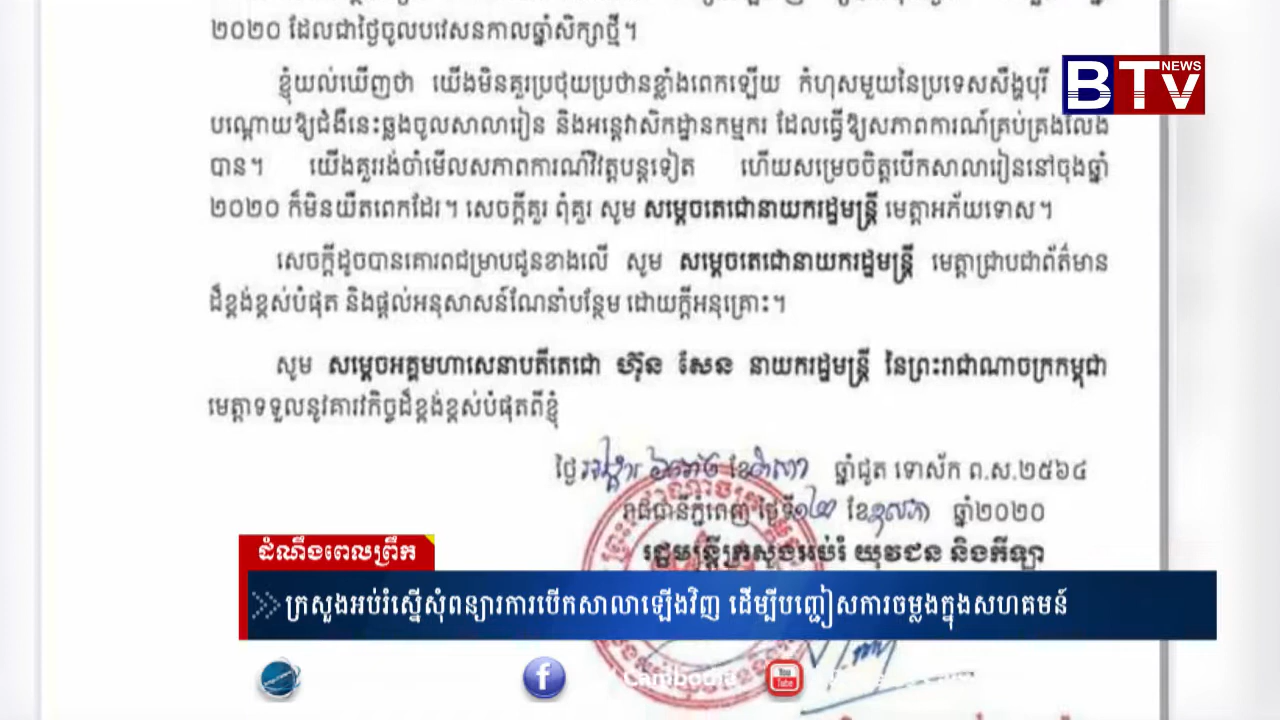 ២០២០ ដែលជាថ្ងៃចូលបវេសនកាលឆ្នាំសិក្សាថ្មី។
ខ្ញុំយល់ឃើញថា យើងមិនគួរប្រថុយប្រថានខ្លាំងពេកឡើយ កំហុសមួយនៃប្រទេសសិង្ហបុរី
BTV NEWS
បណ្តោយឱ្យជំងឺនេះឆ្លងចូលសាលារៀន និងអន្តេវាសិកដ្ឋានកម្មករ ដែលធ្វើឱ្យសភាពការណ៍គ្រប់គ្រងលែង
បាន។ យើងគួររង់ចាំមើលសភាពការណ៍វិវត្តបន្តទៀត ហើយសម្រេចចិត្តបើកសាលារៀននៅចុងឆ្នាំ
២០២០ ក៏មិនយឺតពេកដែរ។ សេចក្តីគួរ ពុំគួរ សូម សម្តេចតេជោនាយករដ្ឋមន្ត្រី មេត្តាអភ័យទោស។
សេចក្តីដូចបានគោរពជម្រាបជូនខាងលើ សូម សម្តេចតេជោនាយករដ្ឋមន្ត្រី មេត្តាជ្រាបជាព័ត៌មាន
ដ៏ខ្ពង់ខ្ពស់បំផុត និងផ្តល់អនុសាសន៍ណែនាំបន្ថែម ដោយក្តីអនុគ្រោះ។
សូម សម្តេចអគ្គមហាសេនាបតីតេជោ ហ៊ុន សែន នាយករដ្ឋមន្ត្រី នៃព្រះរាជាណាចក្រកម្ពុជា
មេត្តាទទួលនូវគារវកិច្ចដ៏ខ្ពង់ខ្ពស់បំផុតពីខ្ញុំ
ថ្ងៃ ខែ ឆ្នាំជូត ទោស័ក ព.ស.២៥៦៤
រាជធានីភ្នំពេញ ថ្ងៃទី ខែ ឧសភា ឆ្នាំ២០២០
រដ្ឋមន្ត្រីក្រសួងអប់រំ យុវជន និងកីឡា
ដំណឹងពេលព្រឹក
ក្រសួងអប់រំស្នើសុំពន្យារការបើកសាលាឡើងវិញ ដើម្បីបញ្ជៀសការចម្លងក្នុងសហគមន៍
Cambodia
You Tube